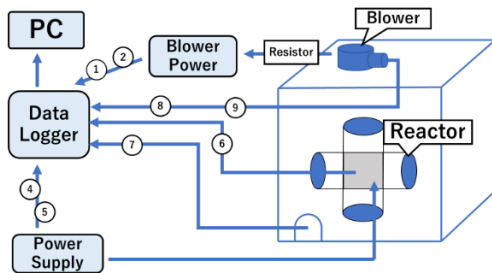 PC
Blower
Power
Resistor
Blower
1
2
Data
Logger
8
9
6
7
Reactor
4
5
Power
Supply